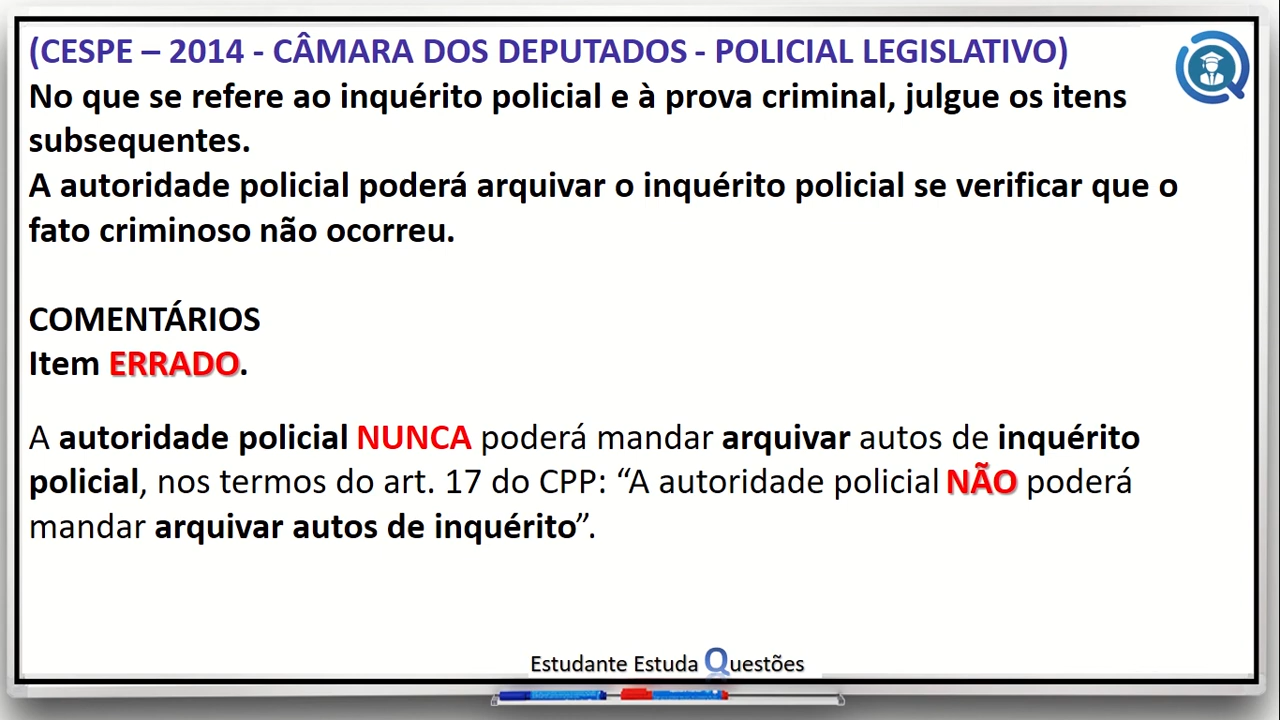 (CESPE – 2014 - CÂMARA DOS DEPUTADOS - POLICIAL LEGISLATIVO)
No que se refere ao inquérito policial e à prova criminal, julgue os itens
subsequentes.
A autoridade policial poderá arquivar o inquérito policial se verificar que o
fato criminoso não ocorreu.
COMENTÁRIOS
Item ERRADO.
A autoridade policial NUNCA poderá mandar arquivar autos de inquérito
policial, nos termos do art. 17 do CPP: “A autoridade policial NÃO poderá
mandar arquivar autos de inquérito”.
Estudante Estuda Questões